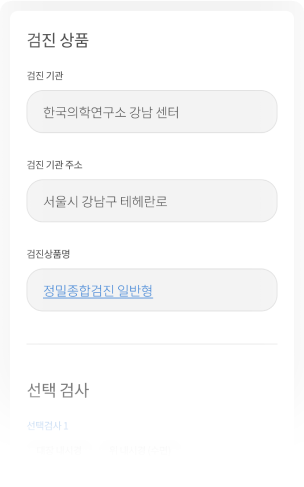 검진 상품
검진 기관
한국의학연구소 강남 센터
검진 기관 주소
서울시 강남구 테헤란로
검진상품명
정밀종합검진 일반형
선택 검사
선택검사 1